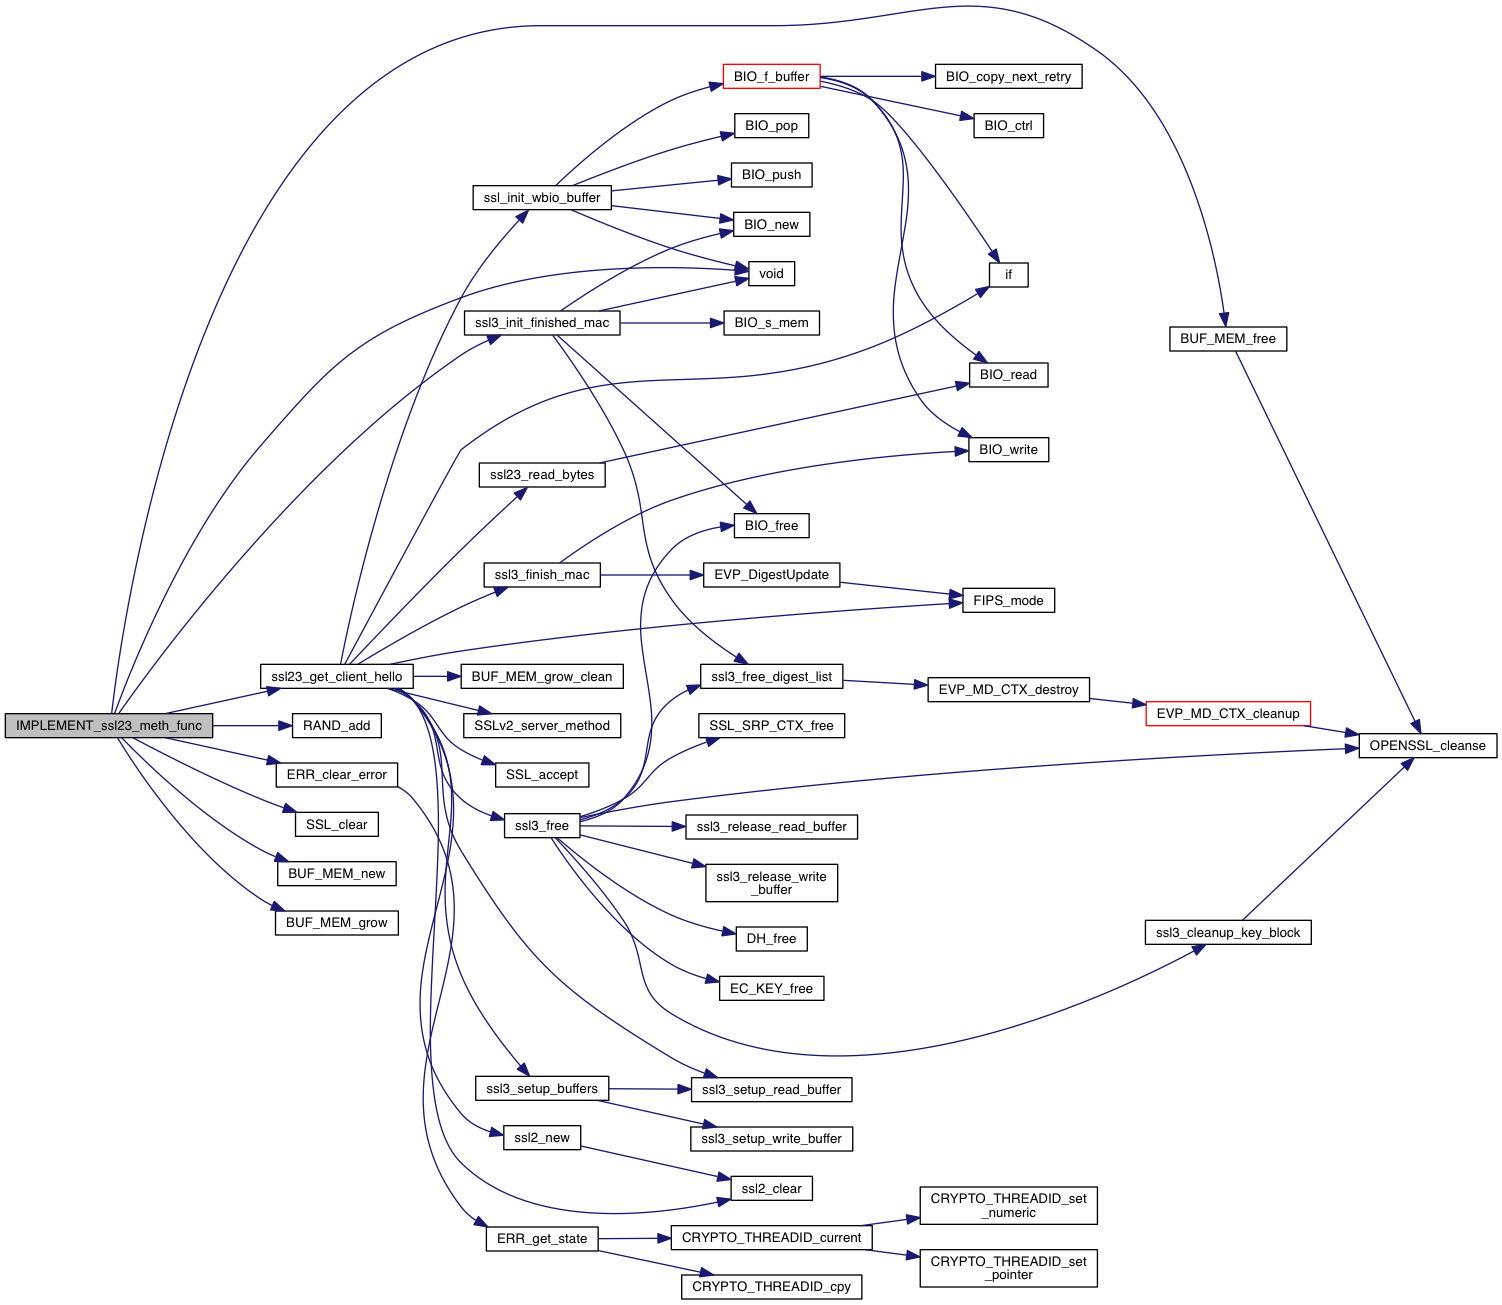 BIO_f_buffer
BIO_copy_next_retry
BIO_pop
BIO_ctrl
BIO_push
ssl_init_wbio_buffer
BIO_new
void
if
ssl3_init_finished_mac
BIO_s_mem
BUF_MEM_free
BIO_read
BIO_write
ssl23_read_bytes
BIO_free
ssl3_finish_mac
EVP_DigestUpdate
FIPS_mode
ssl23_get_client_hello
BUF_MEM_grow_clean
ssl3_free_digest_list
EVP_MD_CTX_destroy
IMPLEMENT_ssl23_meth_func
RAND_add
SSLv2_server_method
SSL_SRP_CTX_free
EVP_MD_CTX_cleanup
OPENSSL_cleanse
ERR_clear_error
SSL_accept
SSL_clear
ssl3_free
ssl3_release_read_buffer
BUF_MEM_new
ssl3_release_write
_buffer
BUF_MEM_grow
DH_free
ssl3_cleanup_key_block
EC_KEY_free
ssl3_setup_buffers
ssl3_setup_read_buffer
ssl2_new
ssl3_setup_write_buffer
ssl2_clear
CRYPTO_THREADID_set
_numeric
ERR_get_state
CRYPTO_THREADID_current
CRYPTO_THREADID_set
_pointer
CRYPTO_THREADID_cpy